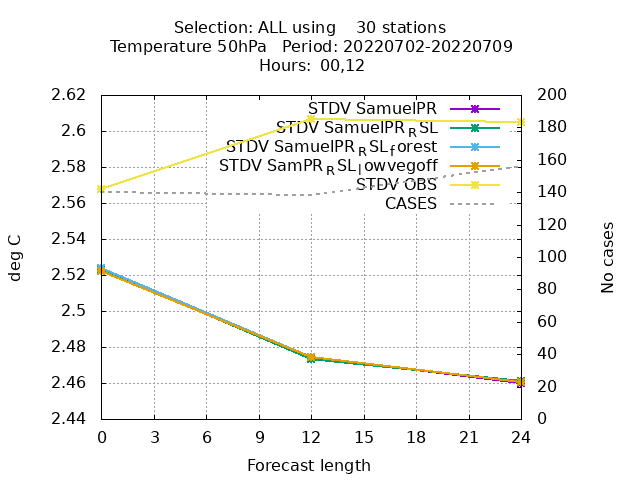 Selection: ALL using    30 stations
Temperature 50hPa   Period: 20220702-20220709
Hours:  00,12
2.62
2.6
2.58
2.56
2.54
2.52
2.5
2.48
2.46
2.44
deg C
STDV SamuelPR
STDV SamuelPR_RSL
STDV SamuelPR_RSL_forest
STDV SamPR_RSL_lowvegoff
STDV OBS
CASES
200
180
160
140
120
100
80
60
40
20
0
No cases
0 3 6 9 12 15 18 21 24
Forecast length